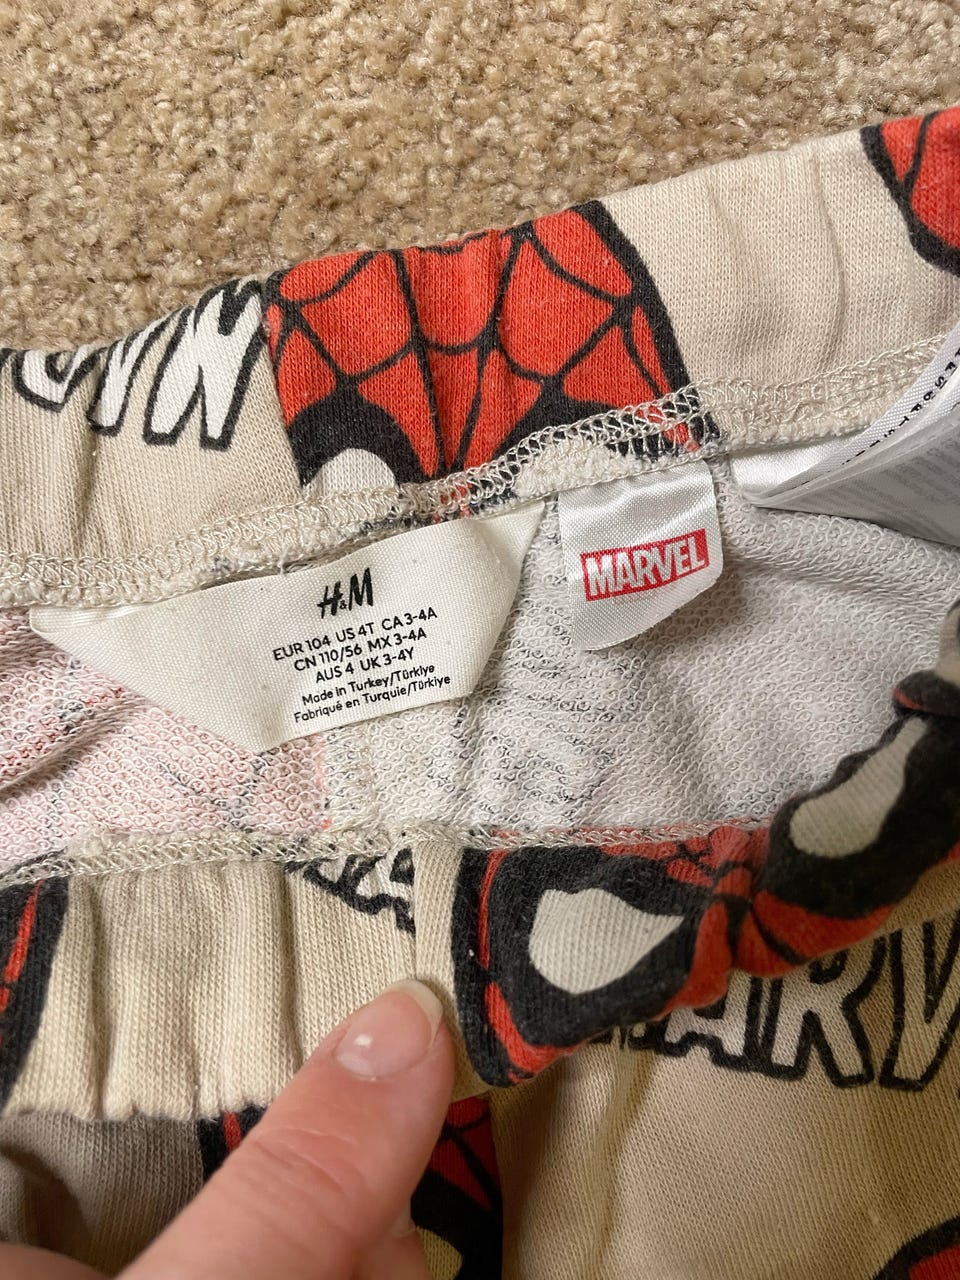 H&M
EUR 104 US 4T CA 3-4A
CN 110/56 MX 3-4A
AUS 4 UK 3-4Y
Made in Turkey/Türkiye
Fabriqué en Turquie/Türkiye
MARVEL
MARV